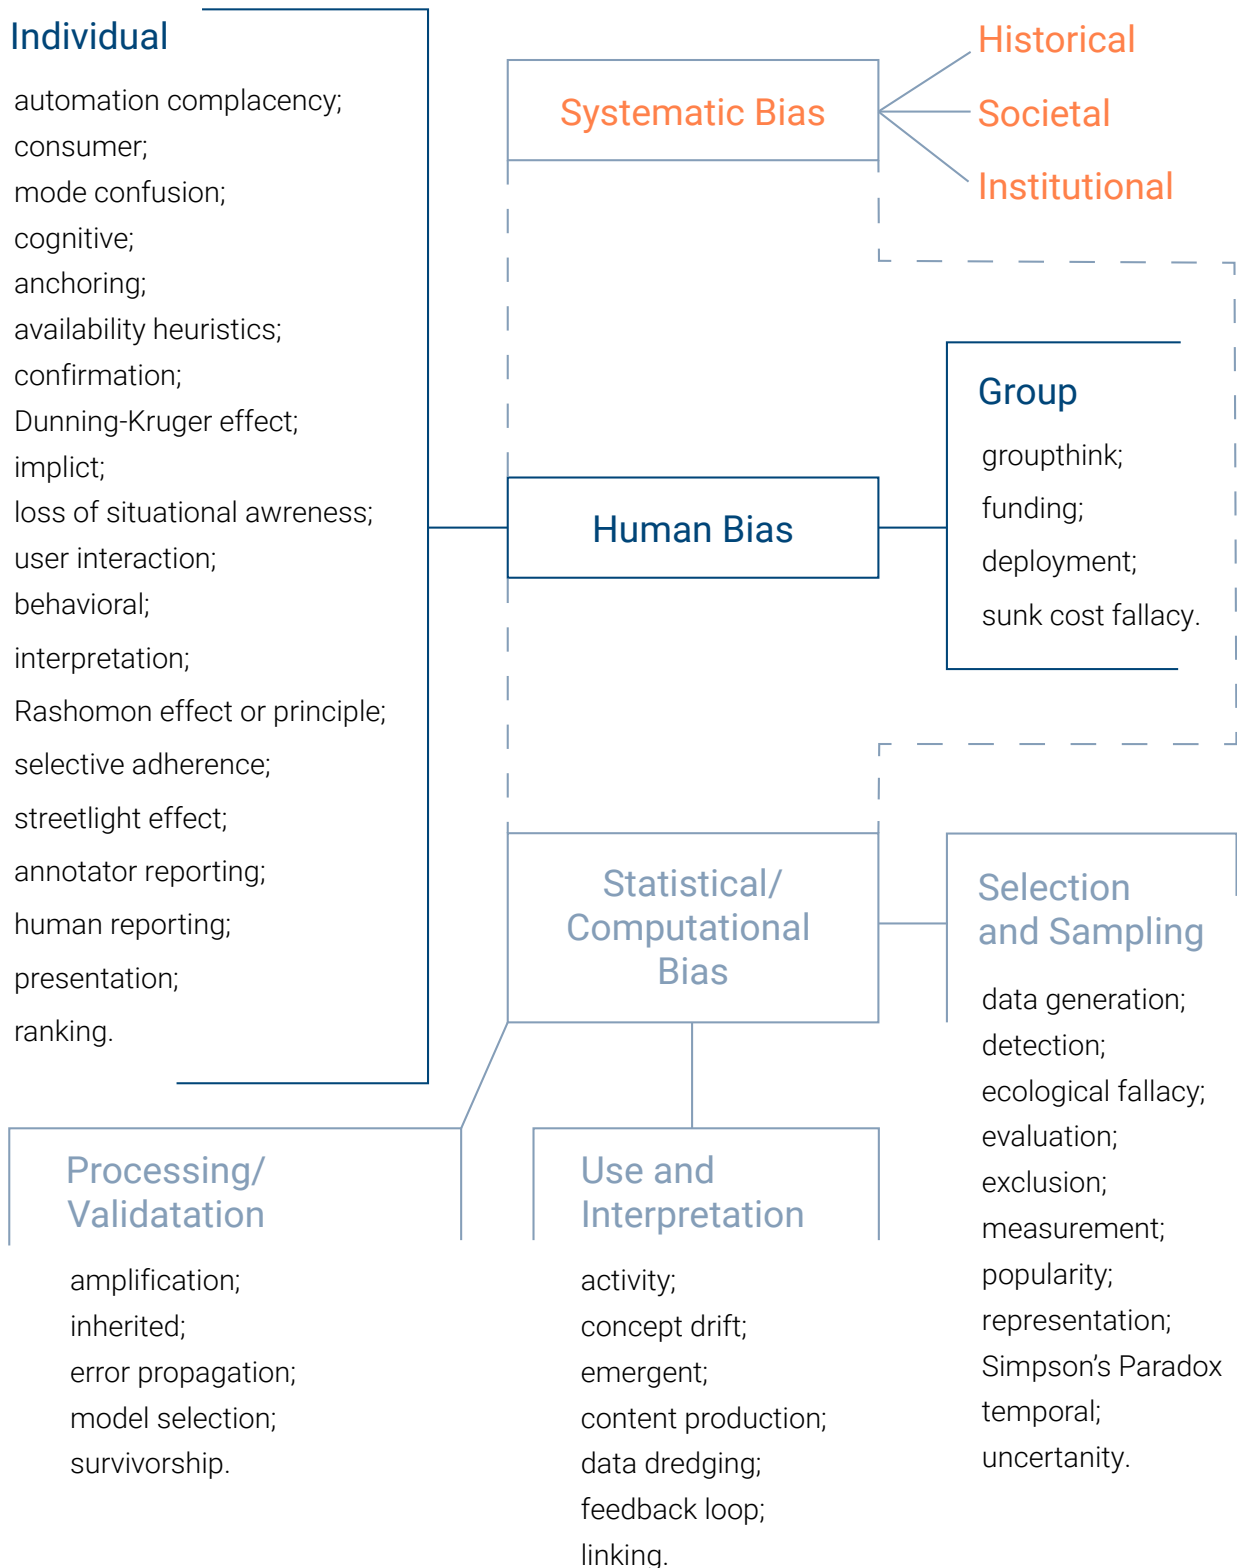 Individual
automation complacency;
consumer;
mode confusion;
cognitive;
anchoring;
availability heuristics;
confirmation;
Dunning-Kruger effect;
implict;
loss of situational awreness;
user interaction;
behavioral;
interpretation;
Rashomon effect or principle;
selective adherence;
streetlight effect;
annotator reporting;
human reporting;
presentation;
ranking.
Systematic Bias
Historical
Societal
Institutional
Human Bias
Group
groupthink;
funding;
deployment;
sunk cost fallacy.
Statistical/
Computational
Bias
Selection
and Sampling
data generation;
detection;
ecological fallacy;
evaluation;
exclusion;
measurement;
popularity;
representation;
Simpson’s Paradox
temporal;
uncertanity.
Processing/
Validatation
amplification;
inherited;
error propagation;
model selection;
survivorship.
Use and
Interpretation
activity;
concept drift;
emergent;
content production;
data dredging;
feedback loop;
linking.